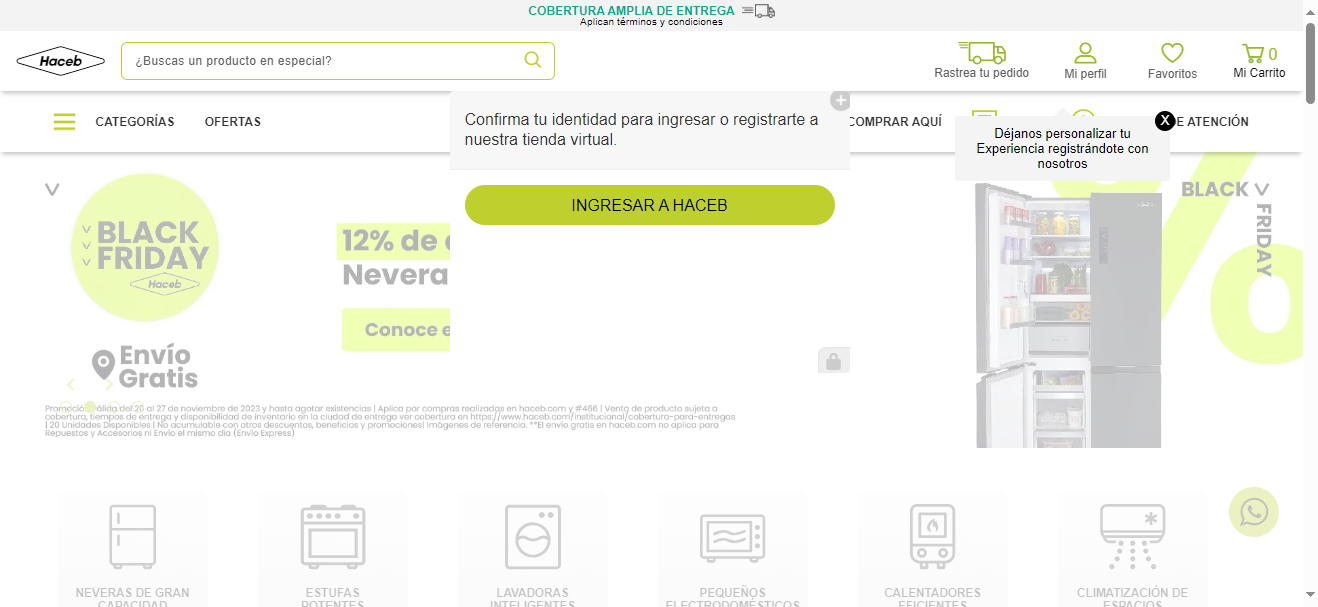 COBERTURA AMPLIA DE ENTREGA
Aplican términos y condiciones
Haceb
¿Buscas un producto en especial?
Rastrea tu pedido
Mi perfil
Favoritos
0
Mi Carrito
CATEGORÍAS
OFERTAS
COMPRAR AQUÍ
E ATENCIÓN
Confirma tu identidad para ingresar o registrarte a
nuestra tienda virtual.
INGRESAR A HACEB
X
Déjanos personalizar tu
Experiencia registrándote con
nosotros
BLACK
FRIDAY
Haceb
Envío
Gratis
12% de
Nevera
Conoce e
BLACK
FRIDAY
%
Promoción válida del 20 al 27 de noviembre de 2023 y hasta agotar existencias | Aplica por compras realizadas en haceb.com y #466 | Venta de producto sujeta a
cobertura, tiempos de entrega y disponibilidad de inventario en la ciudad de entrega ver cobertura en https://www.haceb.com/institucional/cobertura-para-entregas
| 20 Unidades Disponibles | No acumulable con otros descuentos, beneficios y promociones| Imágenes de referencia. **El envío gratis en haceb.com no aplica para
Repuestos y Accesorios ni Envío el mismo día (Envío Express)
NEVERAS DE GRAN
CAPACIDAD
ESTUFAS
POTENTES
LAVADORAS
INTELIGENTES
PEQUEÑOS
ELECTRODOMÉSTICOS
CALENTADORES
EFICIENTES
CLIMATIZACIÓN DE
ESPACIOS